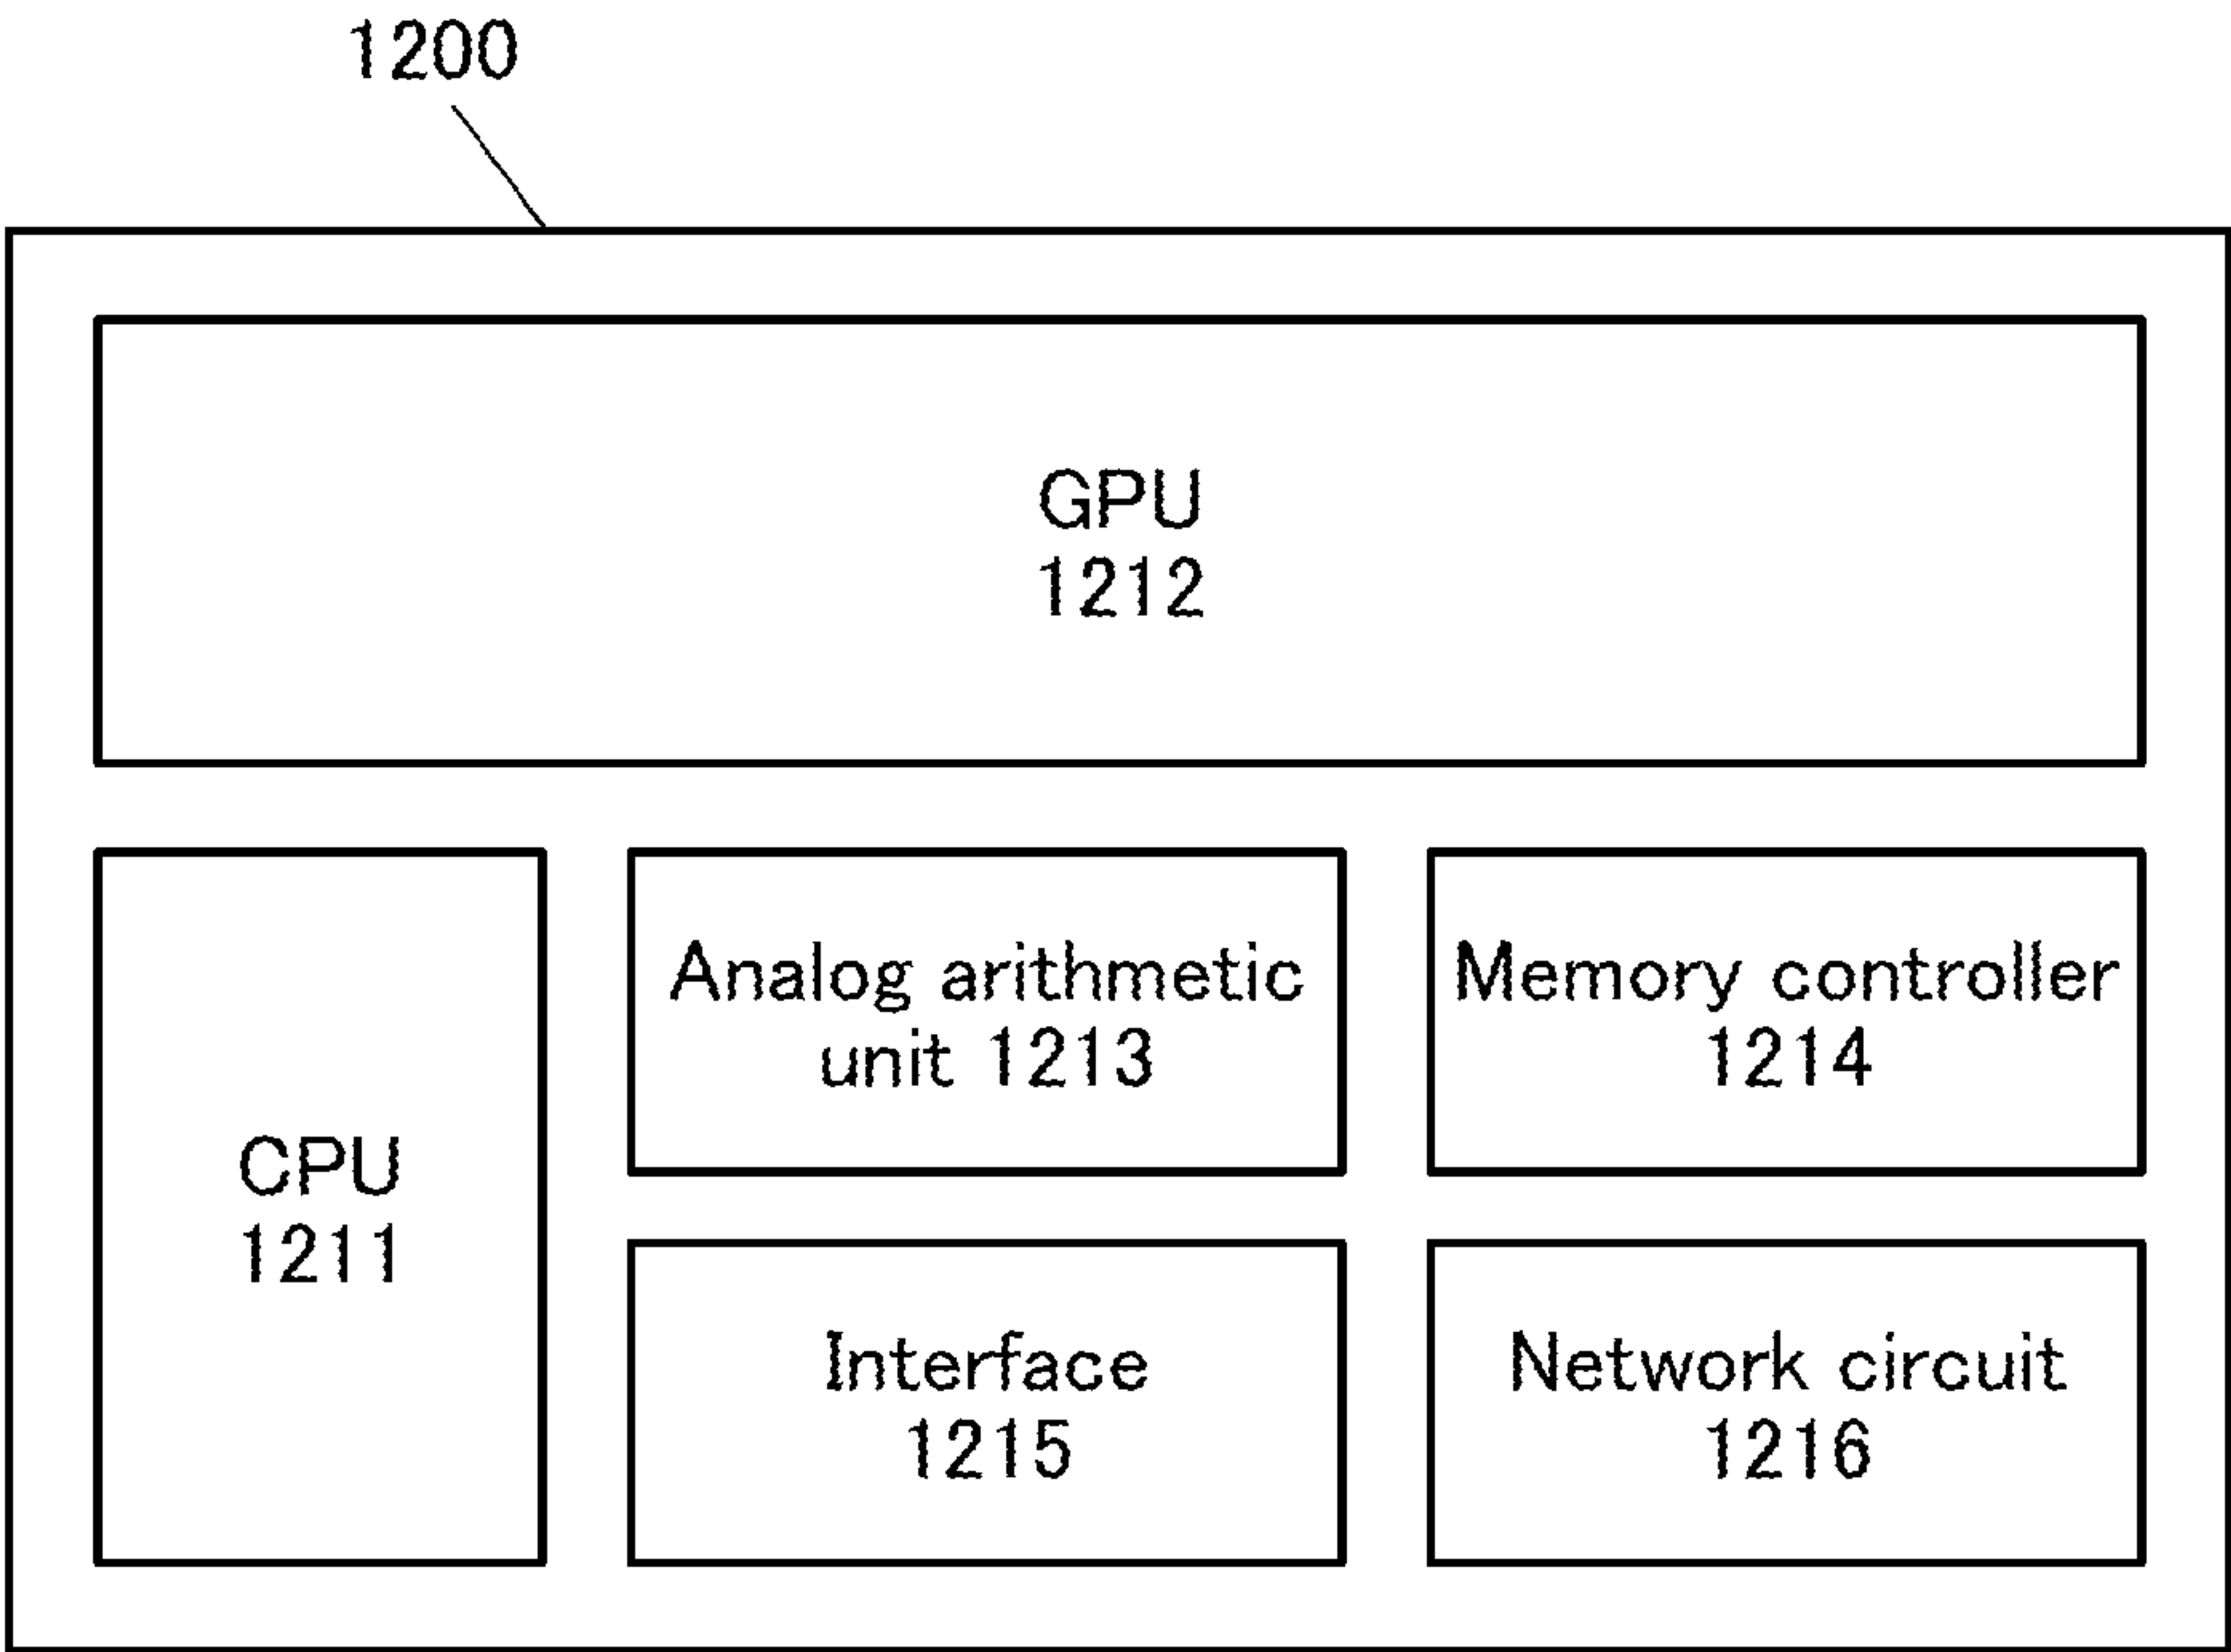 1200
GPU
1212
CPU
1211
Analog arithmetic
unit 1213
Memory controller
1214
Interface
1215
Network circuit
1216